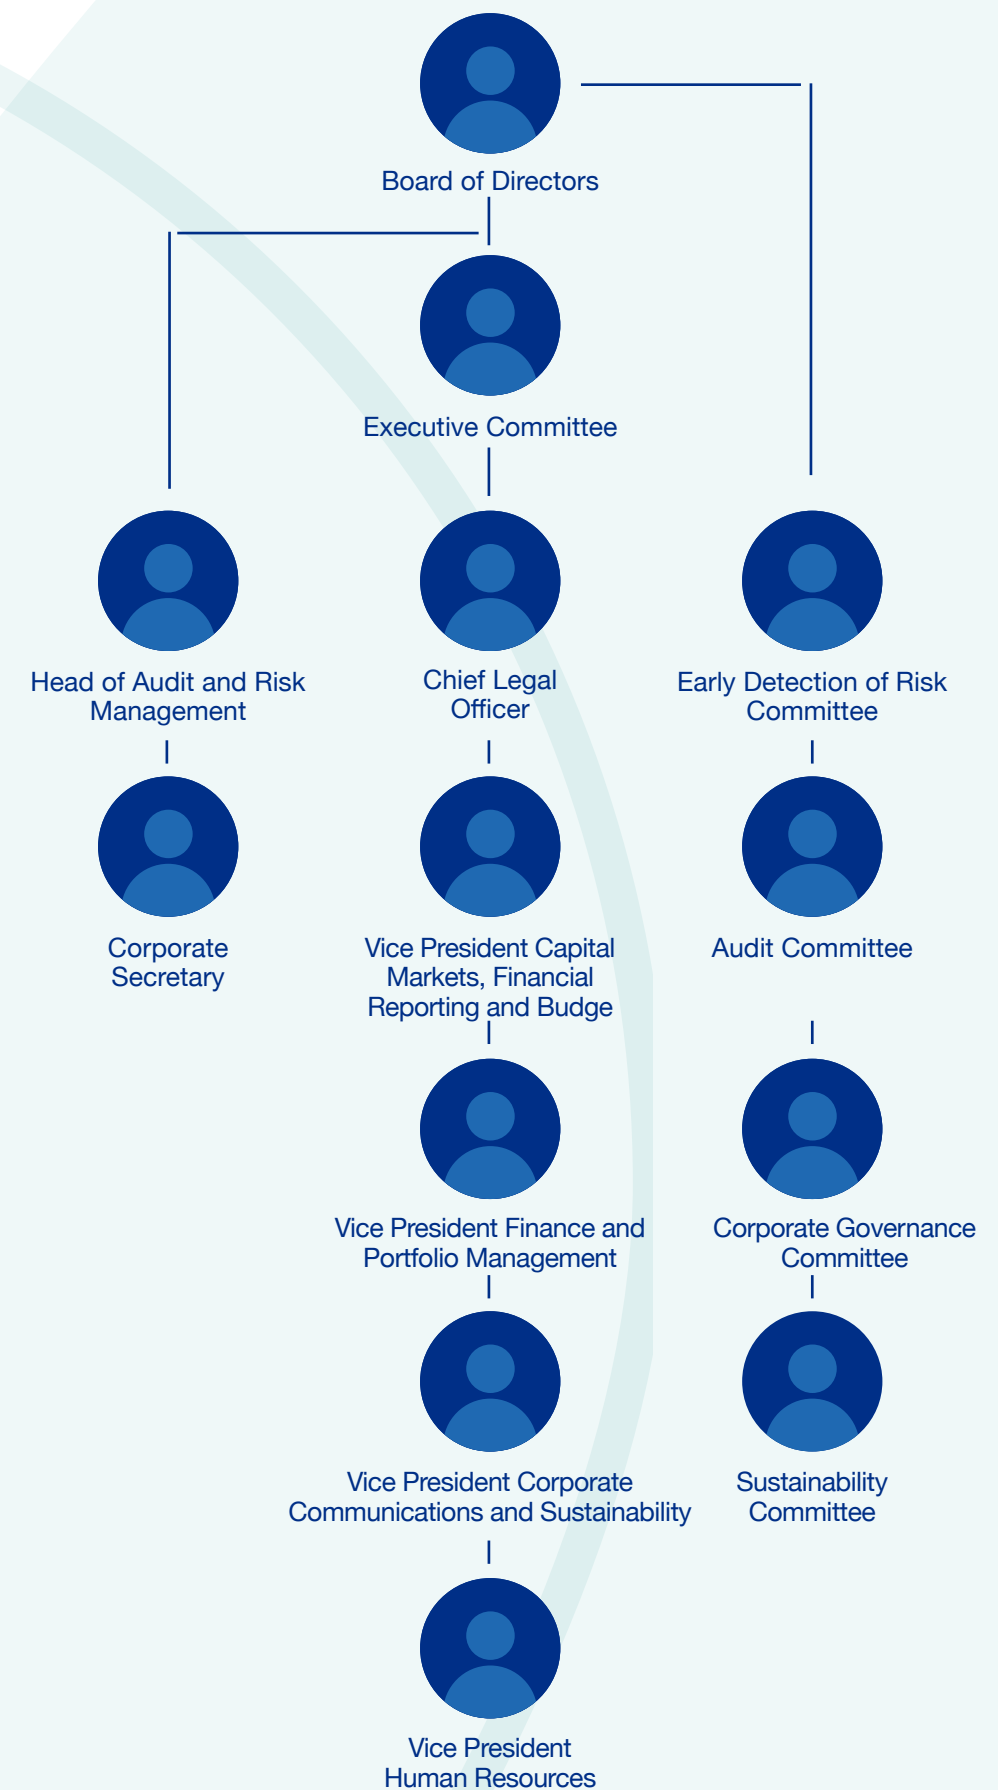 Board of Directors
Executive Committee
Head of Audit and Risk
Management
Chief Legal
Officer
Early Detection of Risk
Committee
Corporate
Secretary
Vice President Capital
Markets, Financial
Reporting and Budge
Audit Committee
Vice President Finance and
Portfolio Management
Corporate Governance
Committee
Vice President Corporate
Communications and Sustainability
Sustainability
Committee
Vice President
Human Resources